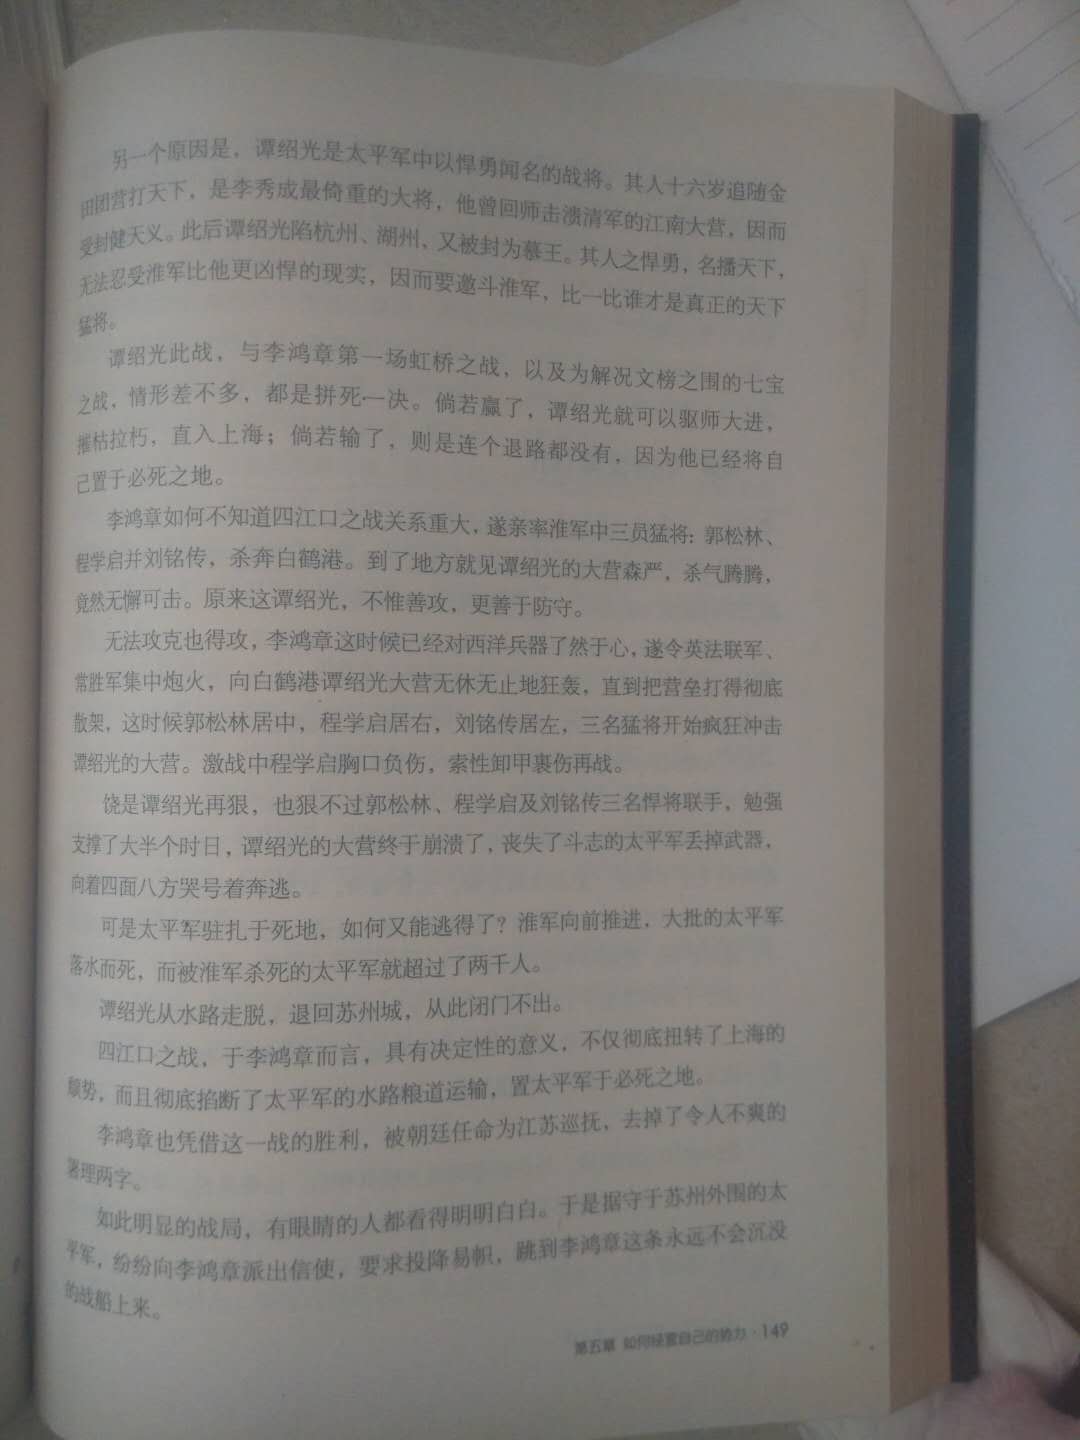 另一个原因是，谭绍光是太平军中以悍勇闻名的战将。其人十六岁追随金
田团营打天下，是李秀成最倚重的大将，他曾回师击溃清军的江南大营，因而
受封健天义。此后谭绍光陷杭州、湖州、又被封为慕王。其人之悍勇，名播天下，
无法忍受淮军比他更凶悍的现实，因而要邀斗淮军，比一比谁才是真正的天下
猛将。
谭绍光此战，与李鸿章第一场虹桥之战，以及为解况文榜之围的七宝
之战，情形差不多，都是拼死一决。倘若赢了，谭绍光就可以驱师大进，
摧枯拉朽，直入上海；倘若输了，则是连个退路都没有，因为他已经将自
己置于必死之地。
李鸿章如何不知道四江口之战关系重大，遂亲率淮军中三员猛将：郭松林、
程学启并刘铭传，杀奔白鹤港。到了地方就见谭绍光的大营森严，杀气腾腾，
竟然无懈可击。原来这谭绍光，不惟善攻，更善于防守。
无法攻克也得攻，李鸿章这时候已经对西洋兵器了然于心，遂令英法联军、
常胜军集中炮火，向白鹤港谭绍光大营无休无止地狂轰，直到把营垒打得彻底
散架，这时候郭松林居中，程学启居右，刘铭传居左，三名猛将开始疯狂冲击
谭绍光的大营。激战中程学启胸口负伤，索性卸甲裹伤再战。
饶是谭绍光再狠，也狠不过郭松林、程学启及刘铭传三名悍将联手，勉强
支撑了大半个时日，谭绍光的大营终于崩溃了，丧失了斗志的太平军丢掉武器，
向着四面八方哭号着奔逃。
可是太平军驻扎于死地，如何又能逃得了？淮军向前推进，大批的太平军
落水而死，而被淮军杀死的太平军就超过了两千人。
谭绍光从水路走脱，退回苏州城，从此闭门不出。
四江口之战，于李鸿章而言，具有决定性的意义，不仅彻底扭转了上海的
颓势，而且彻底掐断了太平军的水路粮道运输，置太平军于必死之地。
李鸿章也凭借这一战的胜利，被朝廷任命为江苏巡抚，去掉了令人不爽的
署理两字。
如此明显的战局，有眼睛的人都看得明明白白。于是据守于苏州外围的太
平军，纷纷向李鸿章派出信使，要求投降易帜，跳到李鸿章这条永远不会沉没
的战船上来。
第五章 如何经营自己的势力·149